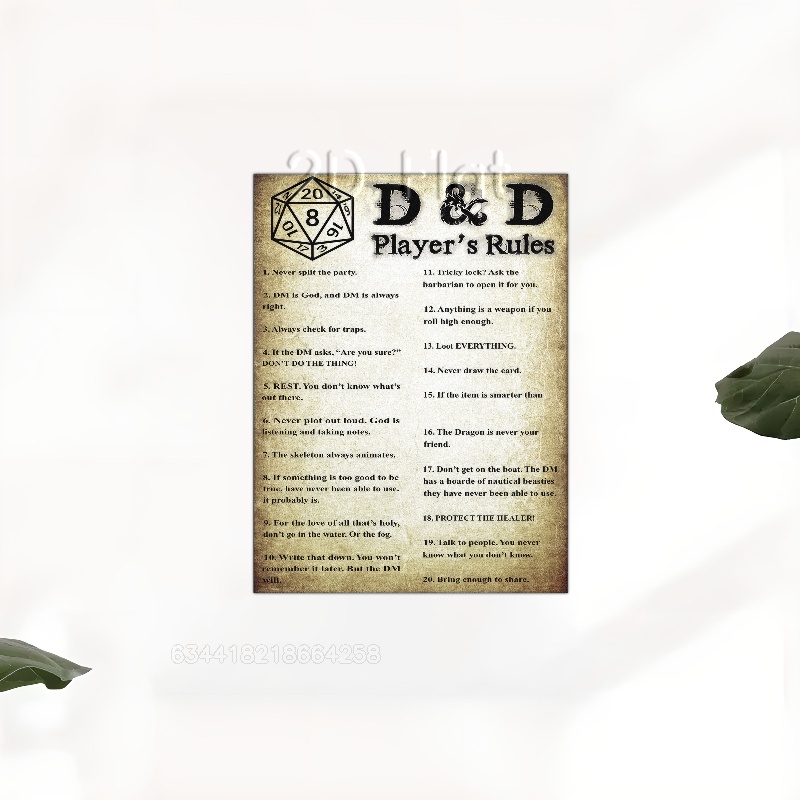 2D Hat
20
8
10
16
D & D
Player's Rules
1. Never split the party.
2. DM is God, and DM is always
right.
3. Always check for traps.
4. If the DM asks, “Are you sure?”
DON'T DO THE THING!
5. REST. You don't know what's
out there.
6. Never plot out loud. God is
listening and taking notes.
7. The skeleton always animates.
8. If something is too good to be
true, have never been able to use.
it probably is.
9. For the love of all that's holy,
don't go in the water. Or the fog.
10. Write that down. You won't
remember it later. But the DM
will.
11. Tricky lock? Ask the
barbarian to open it for you.
12. Anything is a weapon if you
roll high enough.
13. Loot EVERYTHING.
14. Never draw the card.
15. If the item is smarter than
16. The Dragon is never your
friend.
17. Don't get on the boat. The DM
has a hoarde of nautical beasties
they have never been able to use.
18. PROTECT THE HEALER!
19. Talk to people. You never
know what you don't know.
20. Bring enough to share.
634418218664258